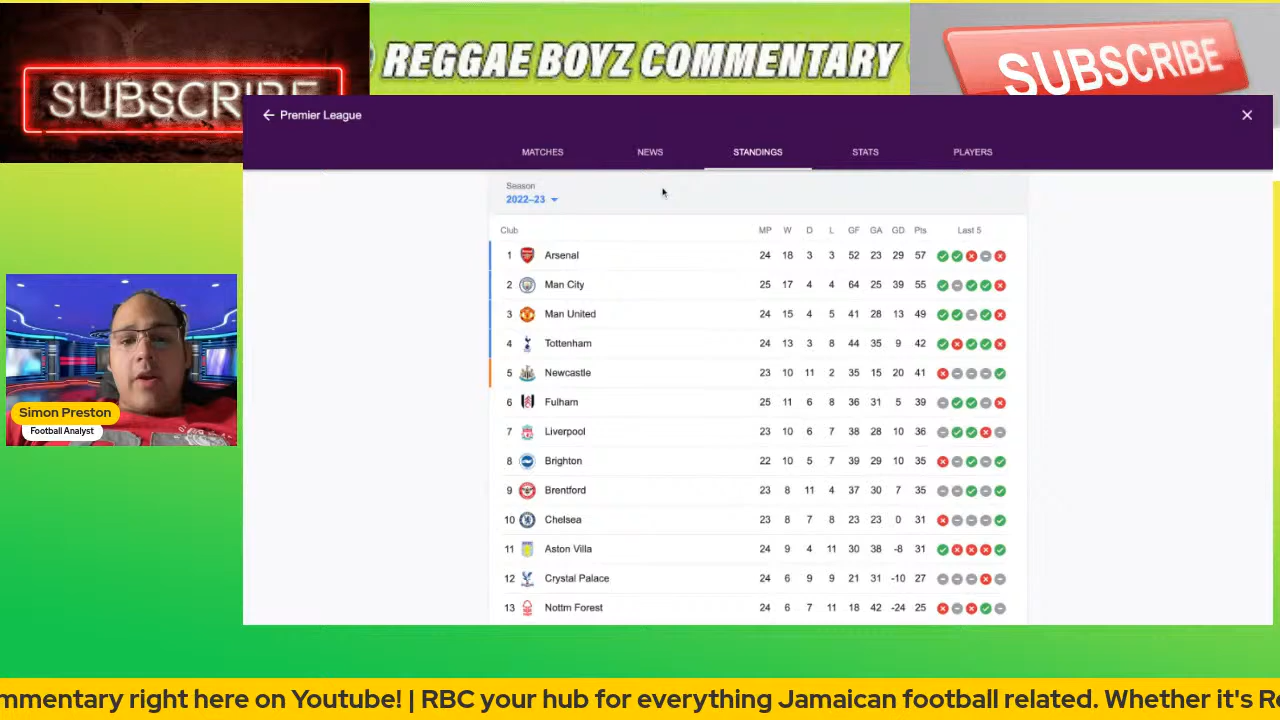 SUBSCRIBE
REGGAE BOYZ COMMENTARY
SUBSCRIBE
Premier League
MATCHES NEWS STANDINGS STATS PLAYERS
Season
2022–23
Club MP W D L GF GA GD Pts Last 5
1 Arsenal 24 18 3 3 52 23 29 57
2 Man City 25 17 4 4 64 25 39 55
3 Man United 24 15 4 5 41 28 13 49
4 Tottenham 24 13 3 8 44 35 9 42
5 Newcastle 23 10 11 2 35 15 20 41
6 Fulham 25 11 6 8 36 31 5 39
7 Liverpool 23 10 6 7 38 28 10 36
8 Brighton 22 10 5 7 39 29 10 35
9 Brentford 23 8 11 4 37 30 7 35
10 Chelsea 23 8 7 8 23 23 0 31
11 Aston Villa 24 9 4 11 30 38 -8 31
12 Crystal Palace 24 6 9 9 21 31 -10 27
13 Nottm Forest 24 6 7 11 18 42 -24 25
Simon Preston
Football Analyst
mmentary right here on Youtube! | RBC your hub for everything Jamaican football related. Whether it's Re